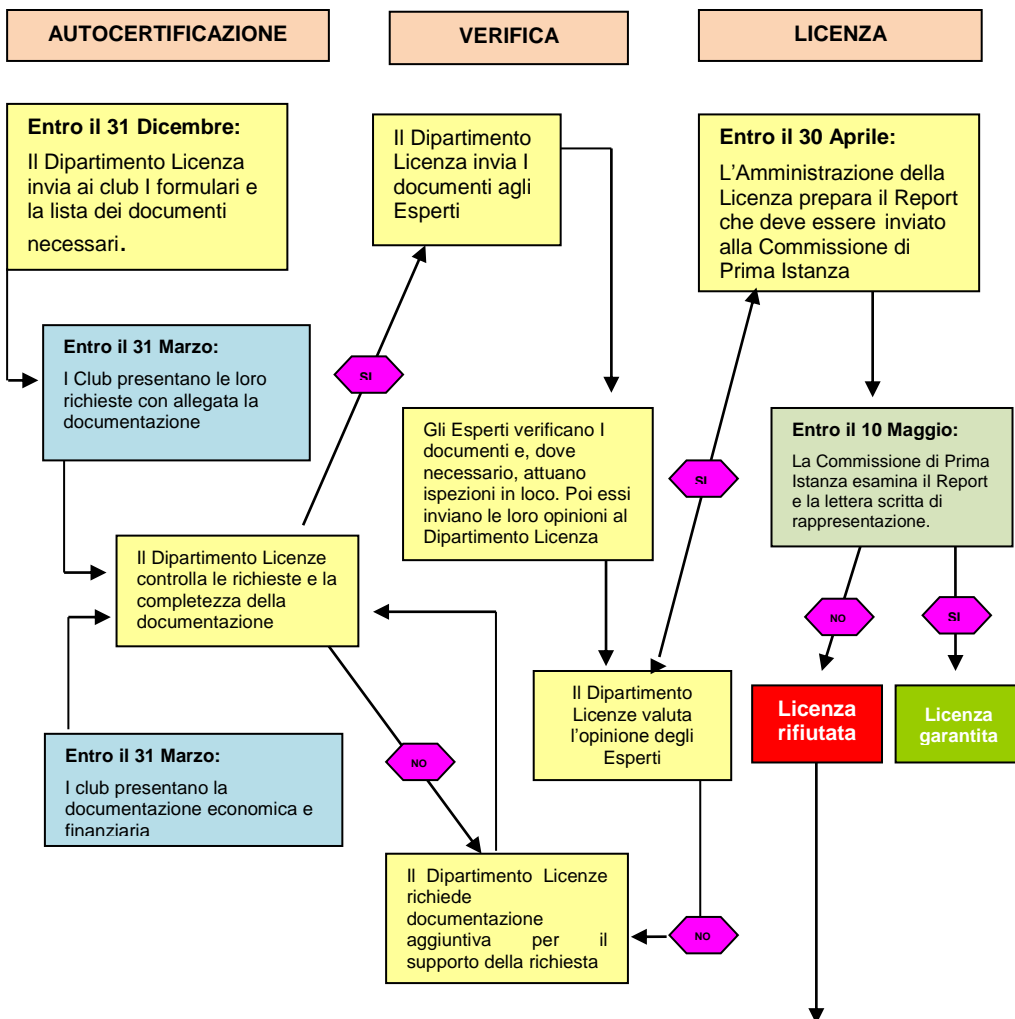 AUTOCERTIFICAZIONE
VERIFICA
LICENZA
Entro il 31 Dicembre:
Il Dipartimento Licenza
invia ai club I formulari e
la lista dei documenti
necessari.
Il Dipartimento
Licenza invia I
documenti agli
Esperti
Entro il 30 Aprile:
L'Amministrazione della
Licenza prepara il Report
che deve essere inviato
alla Commissione di
Prima Istanza
Entro il 31 Marzo:
I Club presentano le loro
richieste con allegata la
documentazione
SI
Gli Esperti verificano I
documenti e, dove
necessario, attuano
ispezioni in loco. Poi essi
inviano le loro opinioni al
Dipartimento Licenza
SI
Entro il 10 Maggio:
La Commissione di Prima
Istanza esamina il Report
e la lettera scritta di
rappresentazione.
Il Dipartimento Licenze
controlla le richieste e la
completezza della
documentazione
NO
SI
Il Dipartimento
Licenze valuta
l'opinione degli
Esperti
Licenza
rifiutata
Licenza
garantita
Entro il 31 Marzo:
I club presentano la
documentazione economica e
finanziaria
NO
Il Dipartimento Licenze
richiede
documentazione
aggiuntiva per il
supporto della richiesta
NO